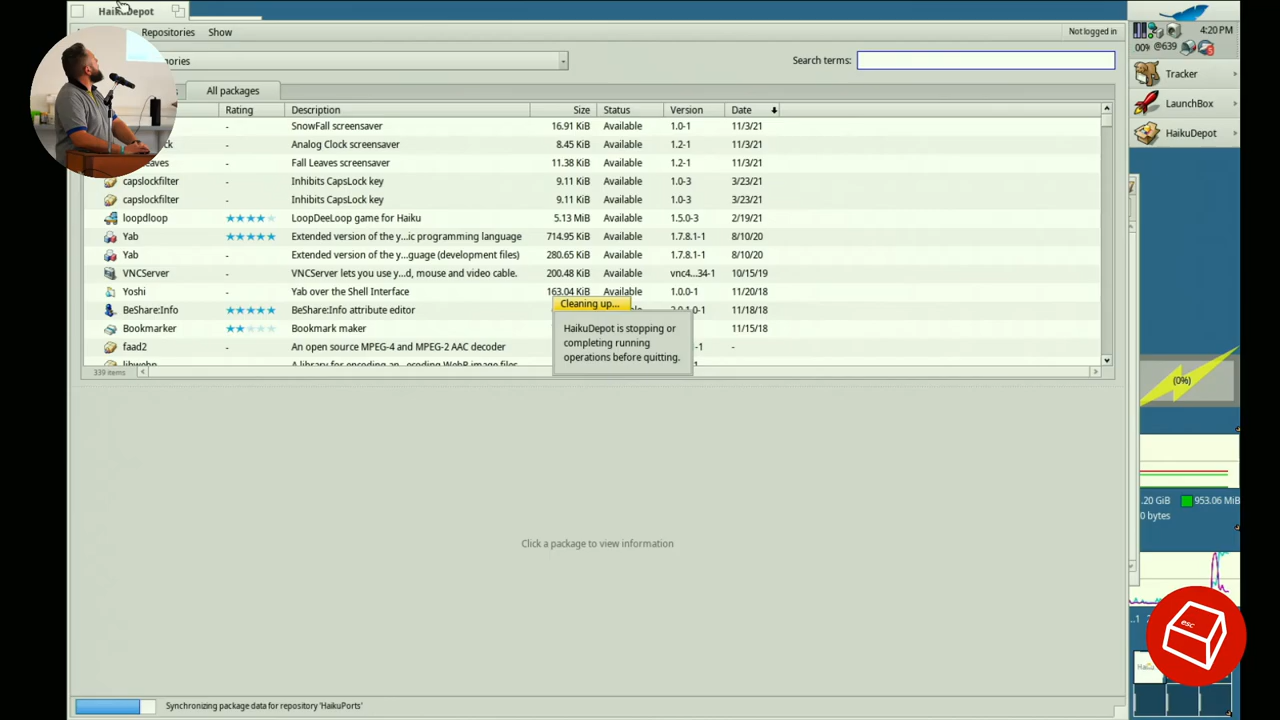 HaikuDepot
Repositories Show Not logged in 4:20 PM
00% @639
Search terms:
Tracker
LaunchBox
HaikuDepot
All packages
Rating Description Size Status Version Date
- SnowFall screensaver 16.91 KiB Available 1.0-1 11/3/21
- Analog Clock screensaver 8.45 KiB Available 1.2-1 11/3/21
- Fall Leaves screensaver 11.38 KiB Available 1.2-1 11/3/21
capslockfilter - Inhibits CapsLock key 9.11 KiB Available 1.0-3 3/23/21
capslockfilter - Inhibits CapsLock key 9.11 KiB Available 1.0-3 3/23/21
loopdloop LoopDeeLoop game for Haiku 5.13 MiB Available 1.5.0-3 2/19/21
Yab Extended version of the y...ic programming language 714.95 KiB Available 1.7.8.1-1 8/10/20
Yab - Extended version of the y...guage (development files) 280.65 KiB Available 1.7.8.1-1 8/10/20
VNCServer - VNCServer lets you use y...d, mouse and video cable. 200.48 KiB Available vnc4...34-1 10/15/19
Yoshi - Yab over the Shell Interface 163.04 KiB Available 1.0.0-1 11/20/18
BeShare:Info BeShare:Info attribute editor 11/18/18
Bookmarker Bookmark maker 11/15/18
faad2 - An open source MPEG-4 and MPEG-2 AAC decoder -1 -
339 items
Cleaning up...
HaikuDepot is stopping or
completing running
operations before quitting.
(0%)
.20 GiB 953.06 MiB
0 bytes
Click a package to view information
esc
Synchronizing package data for repository 'HaikuPorts'